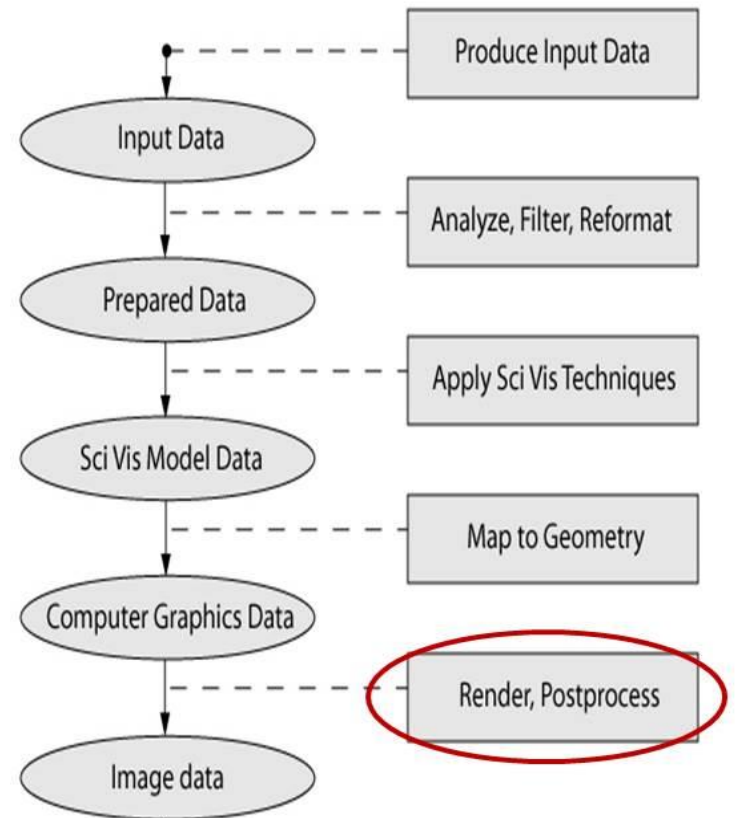 Produce Input Data
Input Data
Analyze, Filter, Reformat
Prepared Data
Apply Sci Vis Techniques
Sci Vis Model Data
Map to Geometry
Computer Graphics Data
Render, Postprocess
Image data